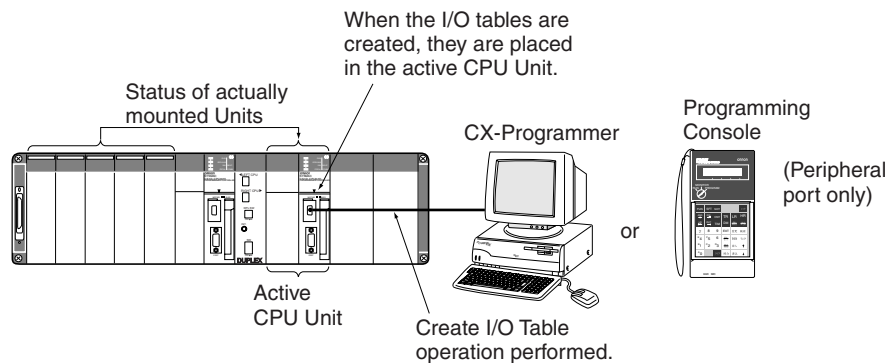 When the I/O tables are
created, they are placed
in the active CPU Unit.
Status of actually
mounted Units
CX-Programmer
Programming
Console
(Peripheral
port only)
or
DUPLEX
Active
CPU Unit
Create I/O Table
operation performed.